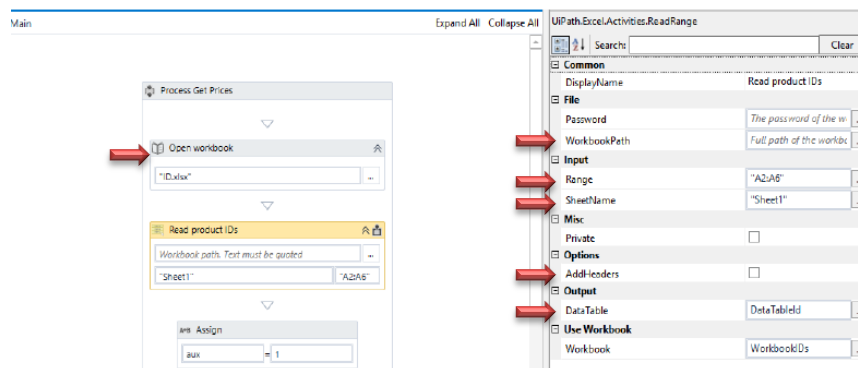 Main
Expand All Collapse All
Process Get Prices
Open workbook
"ID.xlsx"
...
Read product IDs
Workbook path. Text must be quoted
...
"Sheet1"
"A2:A6"
A*B Assign
aux = 1
UiPath.Excel.Activities.ReadRange
Search:
Clear
Common
DisplayName Read product IDs
File
Password The password of the w
WorkbookPath Full path of the workbo
Input
Range "A2:A6"
SheetName "Sheet1"
Misc
Private
Options
AddHeaders
Output
DataTable DataTableId
Use Workbook
Workbook WorkbookIDs